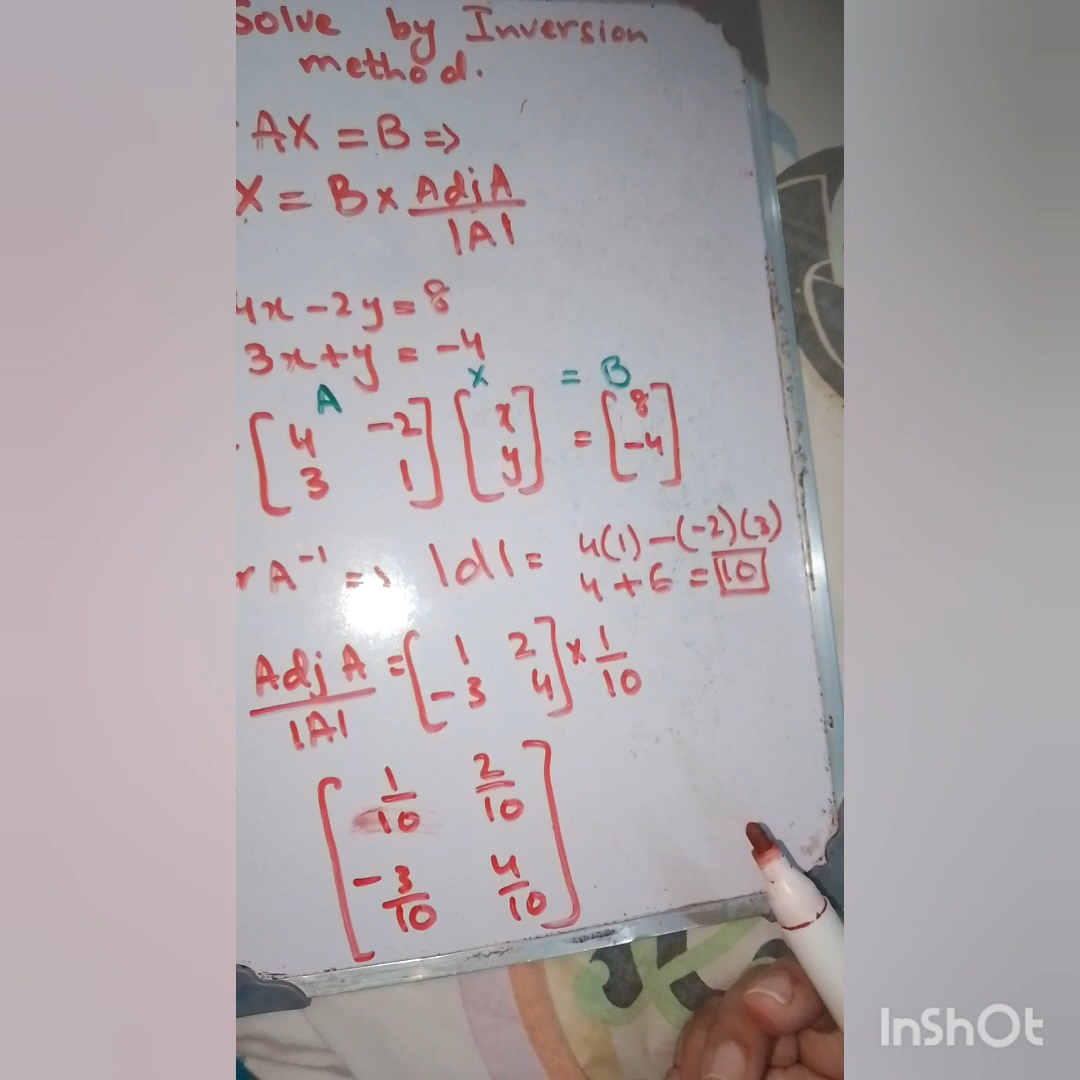 Solve by Inversion
method.
AX = B =>
X = B × Adj A / |A|
4x - 2y = 8
3x + y = -4
A X = B
[4 -2] [x] = [8]
[3 1] [y] [-4]
A⁻¹ => |d| = 4(1) - (-2)(3)
4 + 6 = 10
Adj A / |A| = [1 2] × 1/10
[-3 4]
[1/10 2/10]
[-3/10 4/10]
InShOt